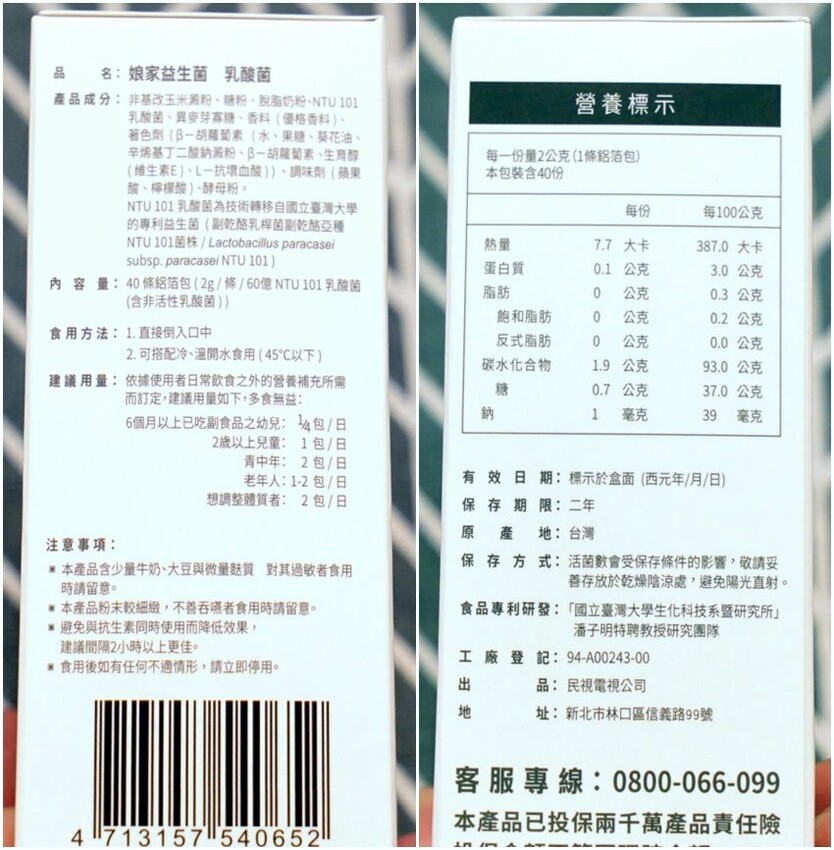 品　　名：娘家益生菌　乳酸菌
產品成分：非基改玉米澱粉、糖粉、脫脂奶粉、NTU 101
乳酸菌、異麥芽寡糖、香料（優格香料）、
著色劑（β－胡蘿蔔素（水、果糖、葵花油、
辛烯基丁二酸鈉澱粉、β－胡蘿蔔素、生育醇
（維生素E）、L－抗壞血酸））、調味劑（蘋果
酸、檸檬酸）、酵母粉。
NTU 101 乳酸菌為技術轉移自國立臺灣大學
的專利益生菌（副乾酪乳桿菌副乾酪亞種
NTU 101菌株 / Lactobacillus paracasei
subsp. paracasei NTU 101）
內 容 量：40 條鋁箔包（2g / 條 / 60億 NTU 101 乳酸菌
(含非活性乳酸菌)）
食用方法：1. 直接倒入口中
2. 可搭配冷、溫開水食用（45℃以下）
建議用量：依據使用者日常飲食之外的營養補充所需
而訂定，建議用量如下，多食無益：
6個月以上已吃副食品之幼兒：1/4包 / 日
2歲以上兒童：1 包 / 日
青中年：2 包 / 日
老年人：1-2 包 / 日
想調整體質者：2 包 / 日
注意事項：
▣ 本產品含少量牛奶、大豆與微量麩質　對其過敏者食用
時請留意。
▣ 本產品粉末較細緻，不善吞嚥者食用時請留意。
▣ 避免與抗生素同時使用而降低效果，
建議間隔2小時以上更佳。
▣ 食用後如有任何不適情形，請立即停用。
4 713157 540652
營養標示
每一份量2公克（1條鋁箔包）
本包裝含40份
每份　每100公克
熱量　7.7 大卡　387.0 大卡
蛋白質　0.1 公克　3.0 公克
脂肪　0 公克　0.3 公克
飽和脂肪　0 公克　0.2 公克
反式脂肪　0 公克　0.0 公克
碳水化合物　1.9 公克　93.0 公克
糖　0.7 公克　37.0 公克
鈉　1 毫克　39 毫克
有 效 日 期：標示於盒面 (西元年/月/日)
保 存 期 限：二年
原　產　地：台灣
保 存 方 式：活菌數會受保存條件的影響，敬請妥
善存放於乾燥陰涼處，避免陽光直射。
食品專利研發：「國立臺灣大學生化科技系暨研究所」
潘子明特聘教授研究團隊
工 廠 登 記：94-A00243-00
出　　　品：民視電視公司
地　　　址：新北市林口區信義路99號
客服專線：0800-066-099
本產品已投保兩千萬產品責任險